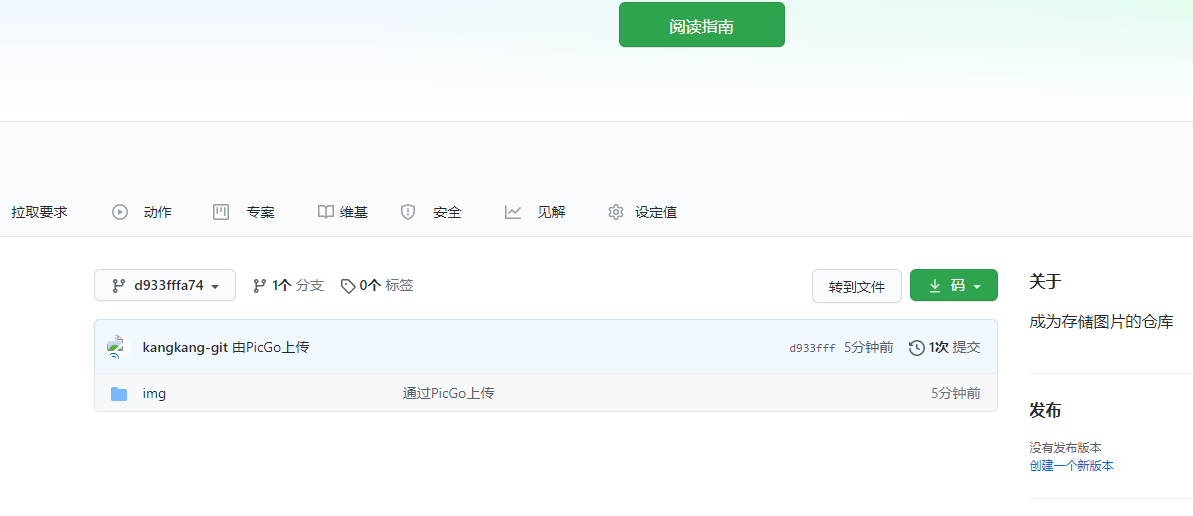 阅读指南
拉取要求 动作 专案 维基 安全 见解 设定值
d933fffa74 1个 分支 0个 标签 转到文件 码
kangkang-git 由PicGo上传 d933fff 5分钟前 1次 提交
img 通过PicGo上传 5分钟前
关于
成为存储图片的仓库
发布
没有发布版本
创建一个新版本